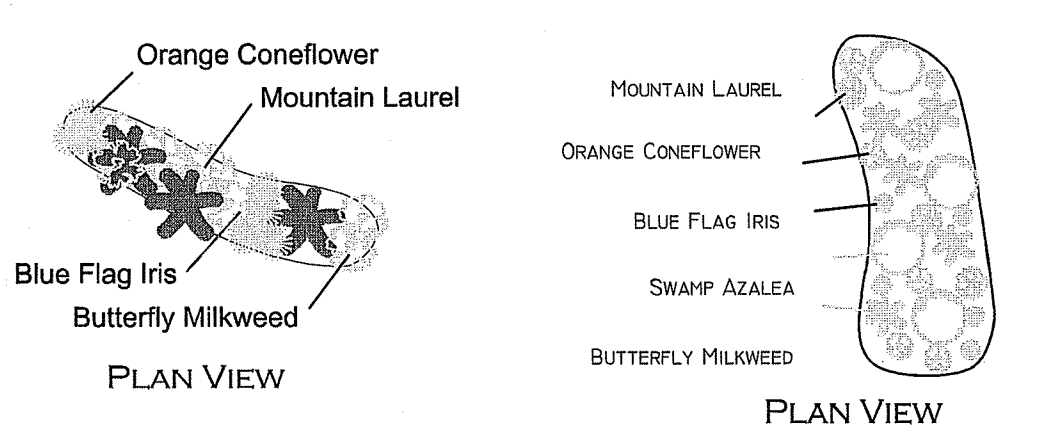 Orange Coneflower
Mountain Laurel
Blue Flag Iris
Butterfly Milkweed
PLAN VIEW
MOUNTAIN LAUREL
ORANGE CONEFLOWER
BLUE FLAG IRIS
SWAMP AZALEA
BUTTERFLY MILKWEED
PLAN VIEW